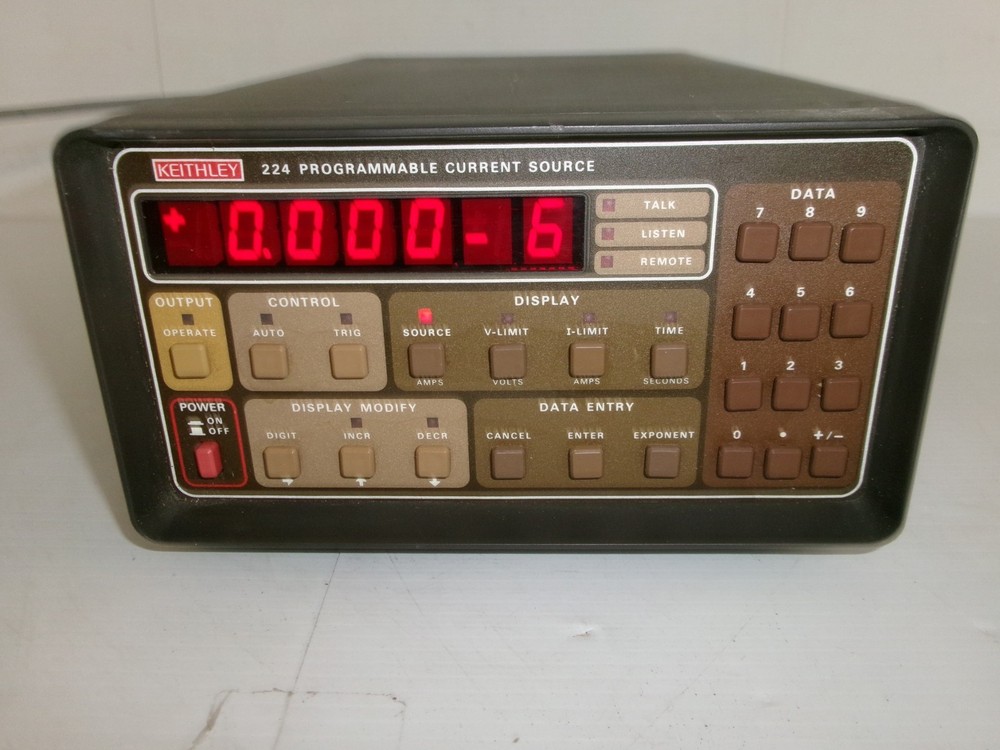 KEITHLEY 224 PROGRAMMABLE CURRENT SOURCE
+0.000-6
TALK
LISTEN
REMOTE
DATA
7 8 9
4 5 6
1 2 3
0 • +/−
OUTPUT
OPERATE
CONTROL
AUTO TRIG
DISPLAY
SOURCE V-LIMIT I-LIMIT TIME
AMPS VOLTS AMPS SECONDS
POWER
ON
OFF
DISPLAY MODIFY
DIGIT INCR DECR
DATA ENTRY
CANCEL ENTER EXPONENT